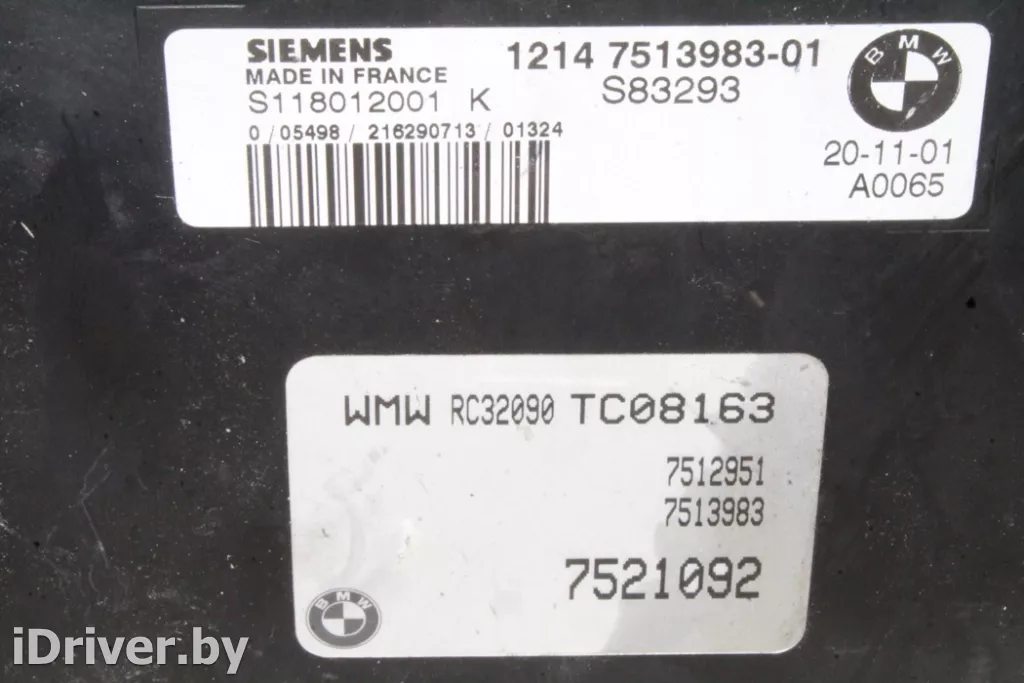 SIEMENS 1214 7513983-01 BMW
MADE IN FRANCE
S118012001 K S83293
0 / 05498 / 216290713 / 01324
20-11-01
A0065
WMW RC32090 TC08163
7512951
7513983
7521092
BMW
iDriver.by